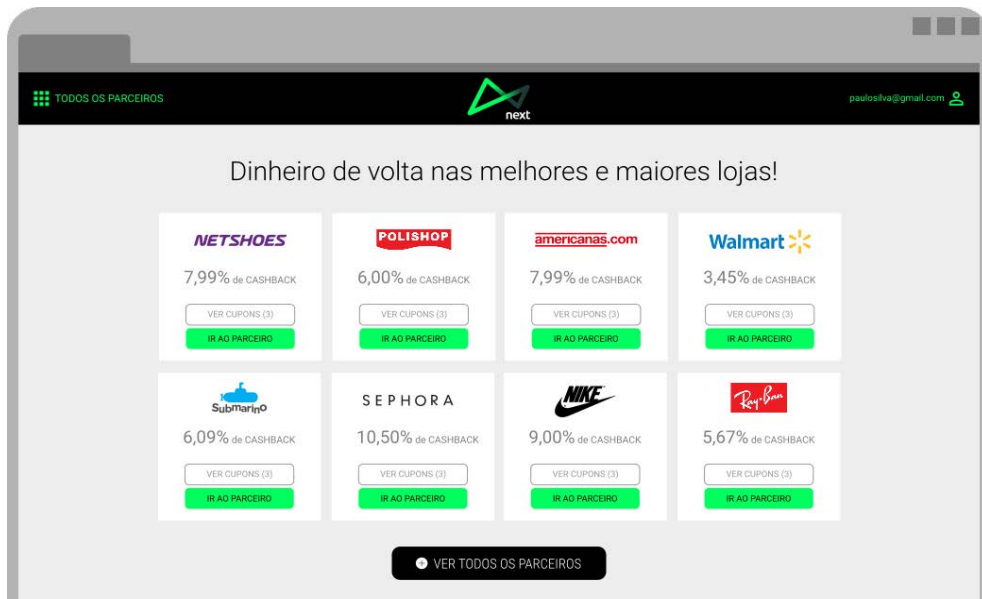 TODOS OS PARCEIROS
next
paulosilva@gmail.com
Dinheiro de volta nas melhores e maiores lojas!
NETSHOES
7,99% de CASHBACK
VER CUPONS (3)
IR AO PARCEIRO
POLISHOP
6,00% de CASHBACK
VER CUPONS (3)
IR AO PARCEIRO
americanas.com
7,99% de CASHBACK
VER CUPONS (3)
IR AO PARCEIRO
Walmart
3,45% de CASHBACK
VER CUPONS (3)
IR AO PARCEIRO
Submarino
6,09% de CASHBACK
VER CUPONS (3)
IR AO PARCEIRO
SEPHORA
10,50% de CASHBACK
VER CUPONS (3)
IR AO PARCEIRO
NIKE
9,00% de CASHBACK
VER CUPONS (3)
IR AO PARCEIRO
Ray-Ban
5,67% de CASHBACK
VER CUPONS (3)
IR AO PARCEIRO
VER TODOS OS PARCEIROS